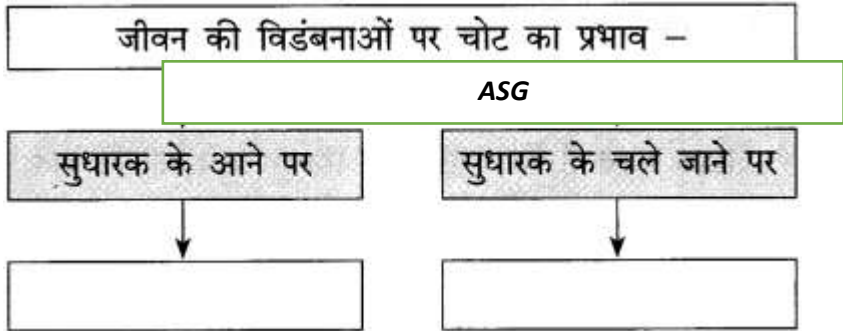 जीवन की विडंबनाओं पर चोट का प्रभाव –
ASG
सुधारक के आने पर
सुधारक के चले जाने पर